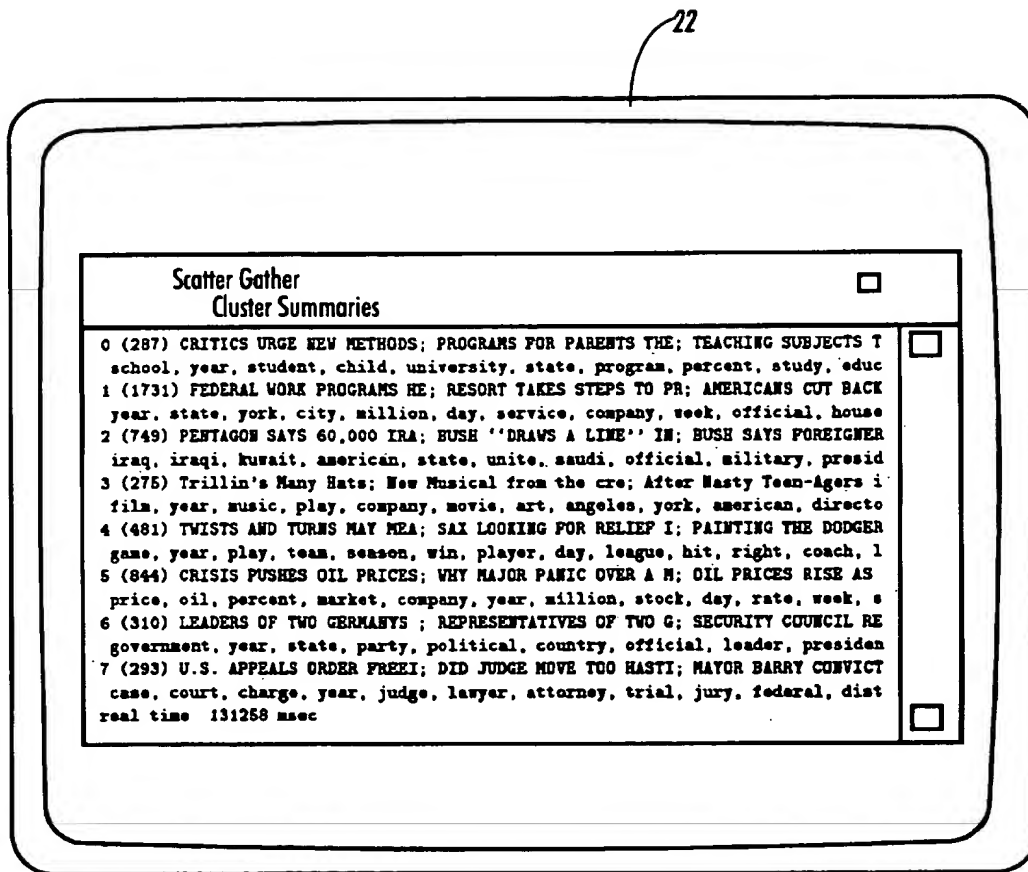 22
Scatter Gather
Cluster Summaries
0 (287) CRITICS URGE NEW METHODS; PROGRAMS FOR PARENTS THE; TEACHING SUBJECTS T
school, year, student, child, university, state, program, percent, study, educ
1 (1731) FEDERAL WORK PROGRAMS HE; RESORT TAKES STEPS TO PR; AMERICANS CUT BACK
year, state, york, city, million, day, service, company, week, official, house
2 (749) PENTAGON SAYS 60,000 IRA; BUSH ''DRAWS A LINE'' IN; BUSH SAYS FOREIGNER
iraq, iraqi, kuwait, american, state, unite, saudi, official, military, presid
3 (275) Trillin's Many Hats; New Musical from the cre; After Nasty Teen-Agers i
film, year, music, play, company, movie, art, angeles, york, american, directo
4 (481) TWISTS AND TURNS MAY MEA; SAX LOOKING FOR RELIEF I; PAINTING THE DODGER
game, year, play, team, season, win, player, day, league, hit, right, coach, l
5 (844) CRISIS PUSHES OIL PRICES; WHY MAJOR PANIC OVER A M; OIL PRICES RISE AS
price, oil, percent, market, company, year, million, stock, day, rate, week, s
6 (310) LEADERS OF TWO GERMANYS ; REPRESENTATIVES OF TWO G; SECURITY COUNCIL RE
government, year, state, party, political, country, official, leader, presiden
7 (293) U.S. APPEALS ORDER FREEI; DID JUDGE MOVE TOO HASTI; MAYOR BARRY CONVICT
case, court, charge, year, judge, lawyer, attorney, trial, jury, federal, dist
real time 131258 msec